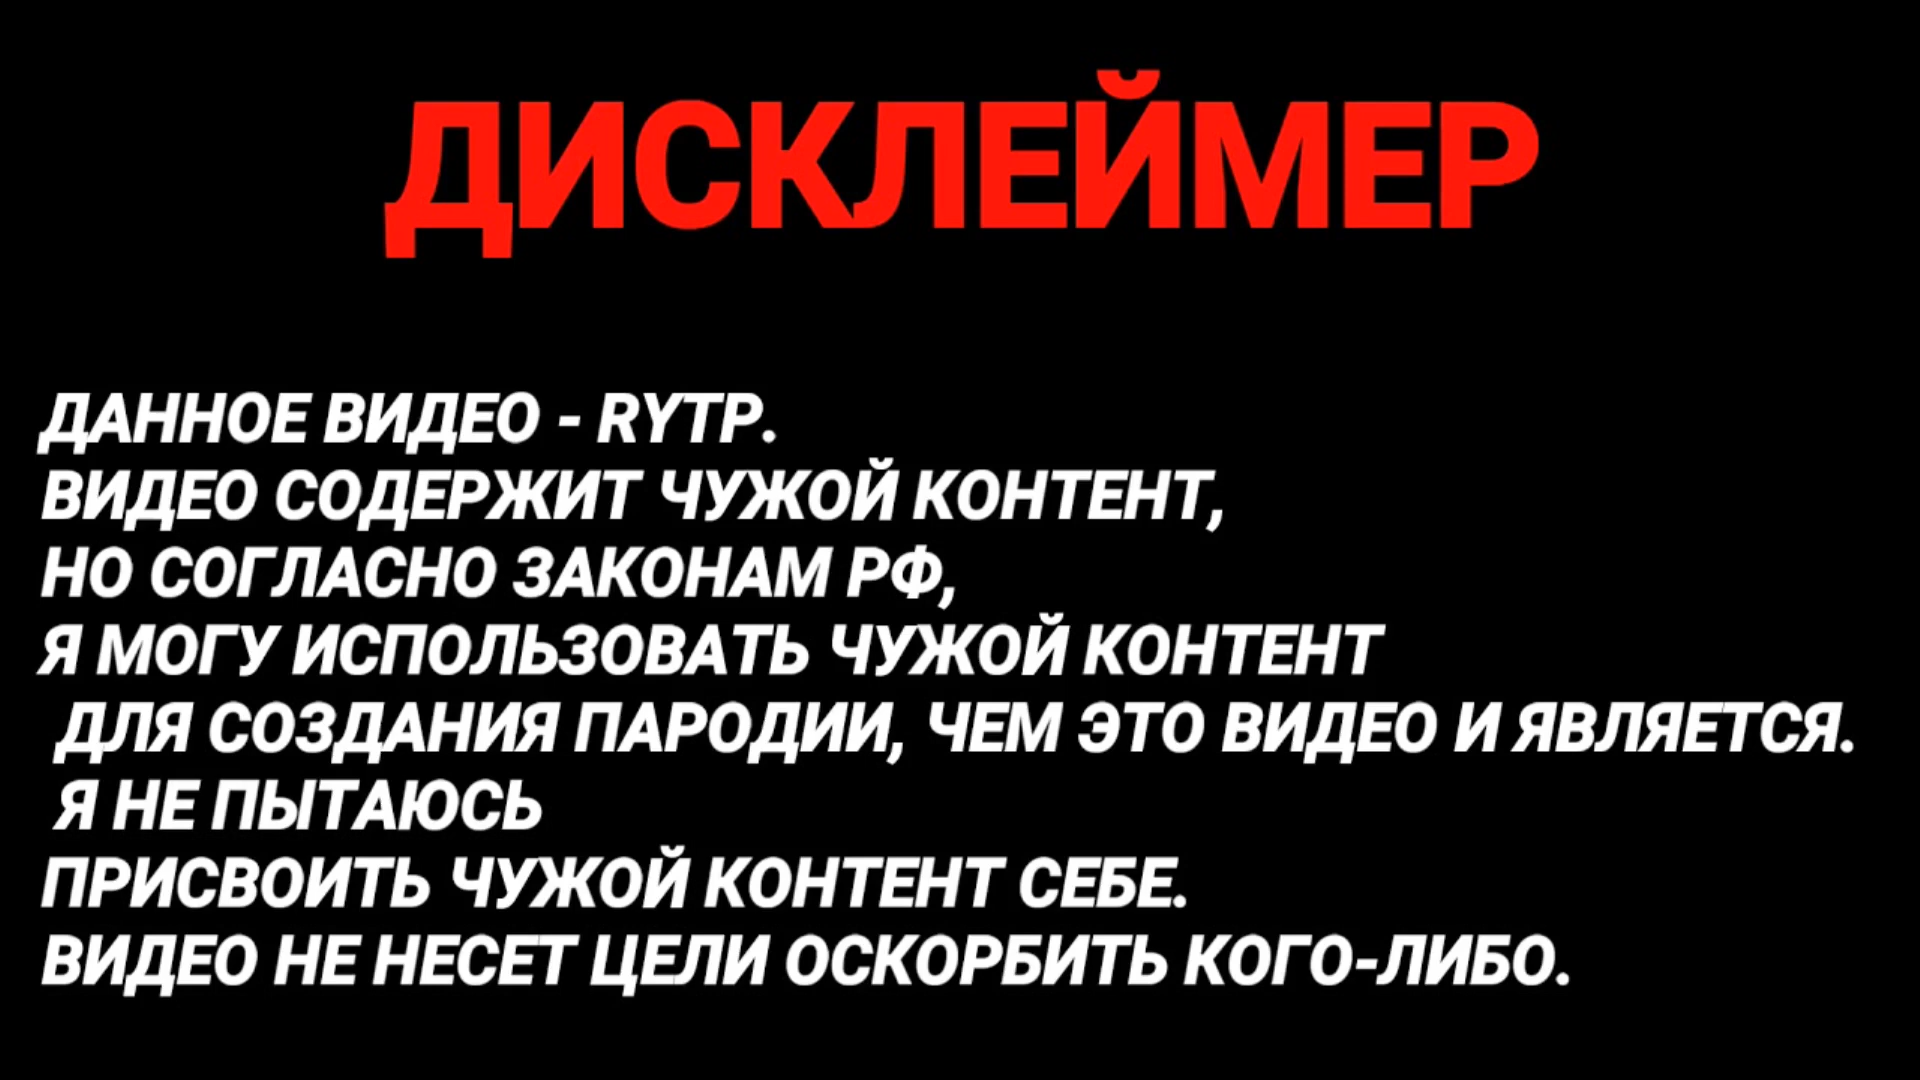 ДИСКЛЕЙМЕР
ДАННОЕ ВИДЕО - RYTP.
ВИДЕО СОДЕРЖИТ ЧУЖОЙ КОНТЕНТ,
НО СОГЛАСНО ЗАКОНАМ РФ,
Я МОГУ ИСПОЛЬЗОВАТЬ ЧУЖОЙ КОНТЕНТ
ДЛЯ СОЗДАНИЯ ПАРОДИИ, ЧЕМ ЭТО ВИДЕО И ЯВЛЯЕТСЯ.
Я НЕ ПЫТАЮСЬ
ПРИСВОИТЬ ЧУЖОЙ КОНТЕНТ СЕБЕ.
ВИДЕО НЕ НЕСЕТ ЦЕЛИ ОСКОРБИТЬ КОГО-ЛИБО.